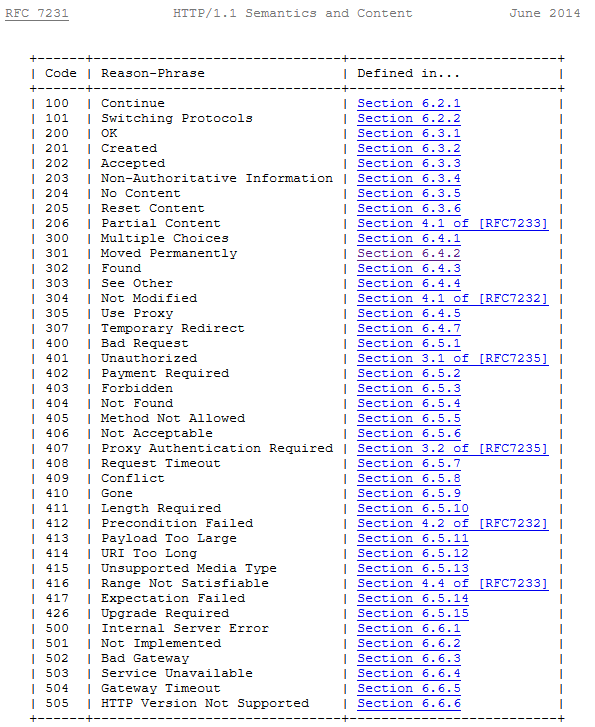 RFC 7231 HTTP/1.1 Semantics and Content June 2014
+------+-------------------------------+--------------------------+
| Code | Reason-Phrase | Defined in... |
+------+-------------------------------+--------------------------+
| 100 | Continue | Section 6.2.1 |
| 101 | Switching Protocols | Section 6.2.2 |
| 200 | OK | Section 6.3.1 |
| 201 | Created | Section 6.3.2 |
| 202 | Accepted | Section 6.3.3 |
| 203 | Non-Authoritative Information | Section 6.3.4 |
| 204 | No Content | Section 6.3.5 |
| 205 | Reset Content | Section 6.3.6 |
| 206 | Partial Content | Section 4.1 of [RFC7233] |
| 300 | Multiple Choices | Section 6.4.1 |
| 301 | Moved Permanently | Section 6.4.2 |
| 302 | Found | Section 6.4.3 |
| 303 | See Other | Section 6.4.4 |
| 304 | Not Modified | Section 4.1 of [RFC7232] |
| 305 | Use Proxy | Section 6.4.5 |
| 307 | Temporary Redirect | Section 6.4.7 |
| 400 | Bad Request | Section 6.5.1 |
| 401 | Unauthorized | Section 3.1 of [RFC7235] |
| 402 | Payment Required | Section 6.5.2 |
| 403 | Forbidden | Section 6.5.3 |
| 404 | Not Found | Section 6.5.4 |
| 405 | Method Not Allowed | Section 6.5.5 |
| 406 | Not Acceptable | Section 6.5.6 |
| 407 | Proxy Authentication Required | Section 3.2 of [RFC7235] |
| 408 | Request Timeout | Section 6.5.7 |
| 409 | Conflict | Section 6.5.8 |
| 410 | Gone | Section 6.5.9 |
| 411 | Length Required | Section 6.5.10 |
| 412 | Precondition Failed | Section 4.2 of [RFC7232] |
| 413 | Payload Too Large | Section 6.5.11 |
| 414 | URI Too Long | Section 6.5.12 |
| 415 | Unsupported Media Type | Section 6.5.13 |
| 416 | Range Not Satisfiable | Section 4.4 of [RFC7233] |
| 417 | Expectation Failed | Section 6.5.14 |
| 426 | Upgrade Required | Section 6.5.15 |
| 500 | Internal Server Error | Section 6.6.1 |
| 501 | Not Implemented | Section 6.6.2 |
| 502 | Bad Gateway | Section 6.6.3 |
| 503 | Service Unavailable | Section 6.6.4 |
| 504 | Gateway Timeout | Section 6.6.5 |
| 505 | HTTP Version Not Supported | Section 6.6.6 |
+------+-------------------------------+--------------------------+